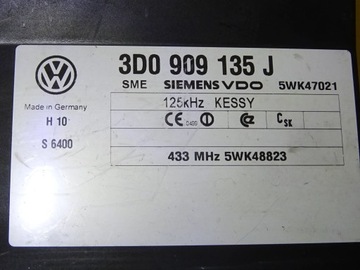 3D0 909 135 J
SME SIEMENS VDO 5WK47021
Made in Germany
125kHz KESSY
H 10
S 6400
433 MHz 5WK48823